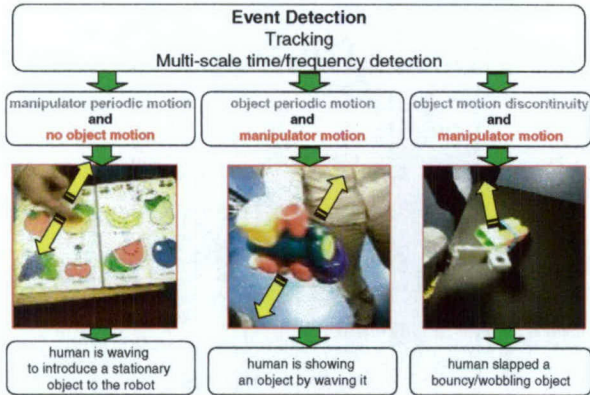 Event Detection
Tracking
Multi-scale time/frequency detection
manipulator periodic motion
and
no object motion
object periodic motion
and
manipulator motion
object motion discontinuity
and
manipulator motion
human is waving
to introduce a stationary
object to the robot
human is showing
an object by waving it
human slapped a
bouncy/wobbling object